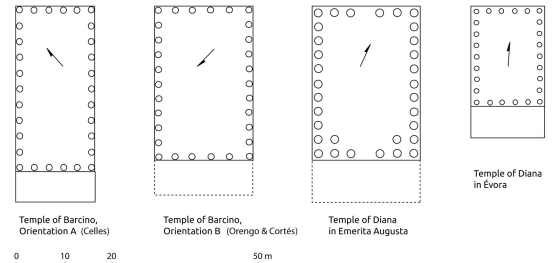 Temple of Barcino,
Orientation A (Celles)
Temple of Barcino,
Orientation B (Orengo & Cortés)
Temple of Diana
in Emerita Augusta
Temple of Diana
in Évora
0 10 20 50 m